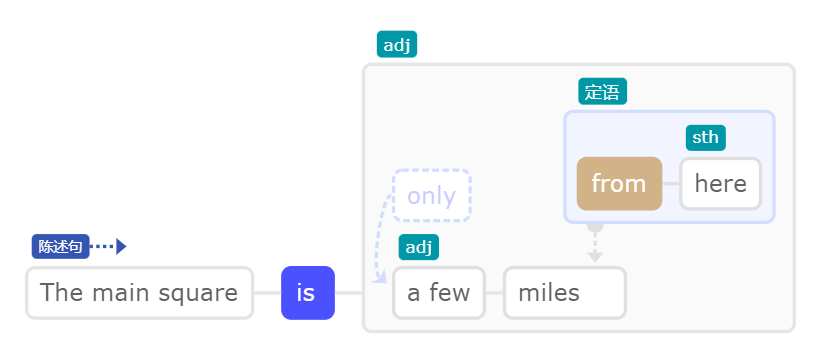 adj
定语
sth
from here
only
陈述句
adj
The main square is a few miles